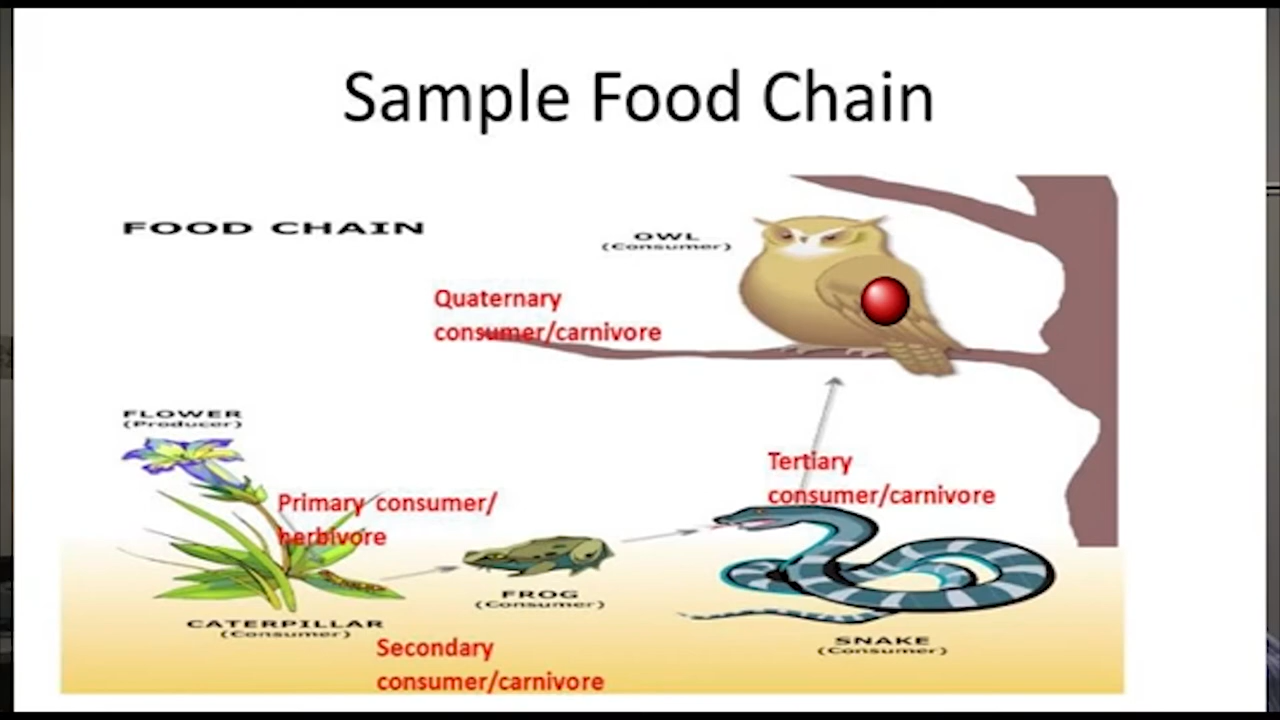 Sample Food Chain
FOOD CHAIN
OWL
(Consumer)
Quaternary
consumer/carnivore
FLOWER
(Producer)
Tertiary
consumer/carnivore
Primary consumer/
herbivore
FROG
(Consumer)
CATERPILLAR
(Consumer)
SNAKE
(Consumer)
Secondary
consumer/carnivore